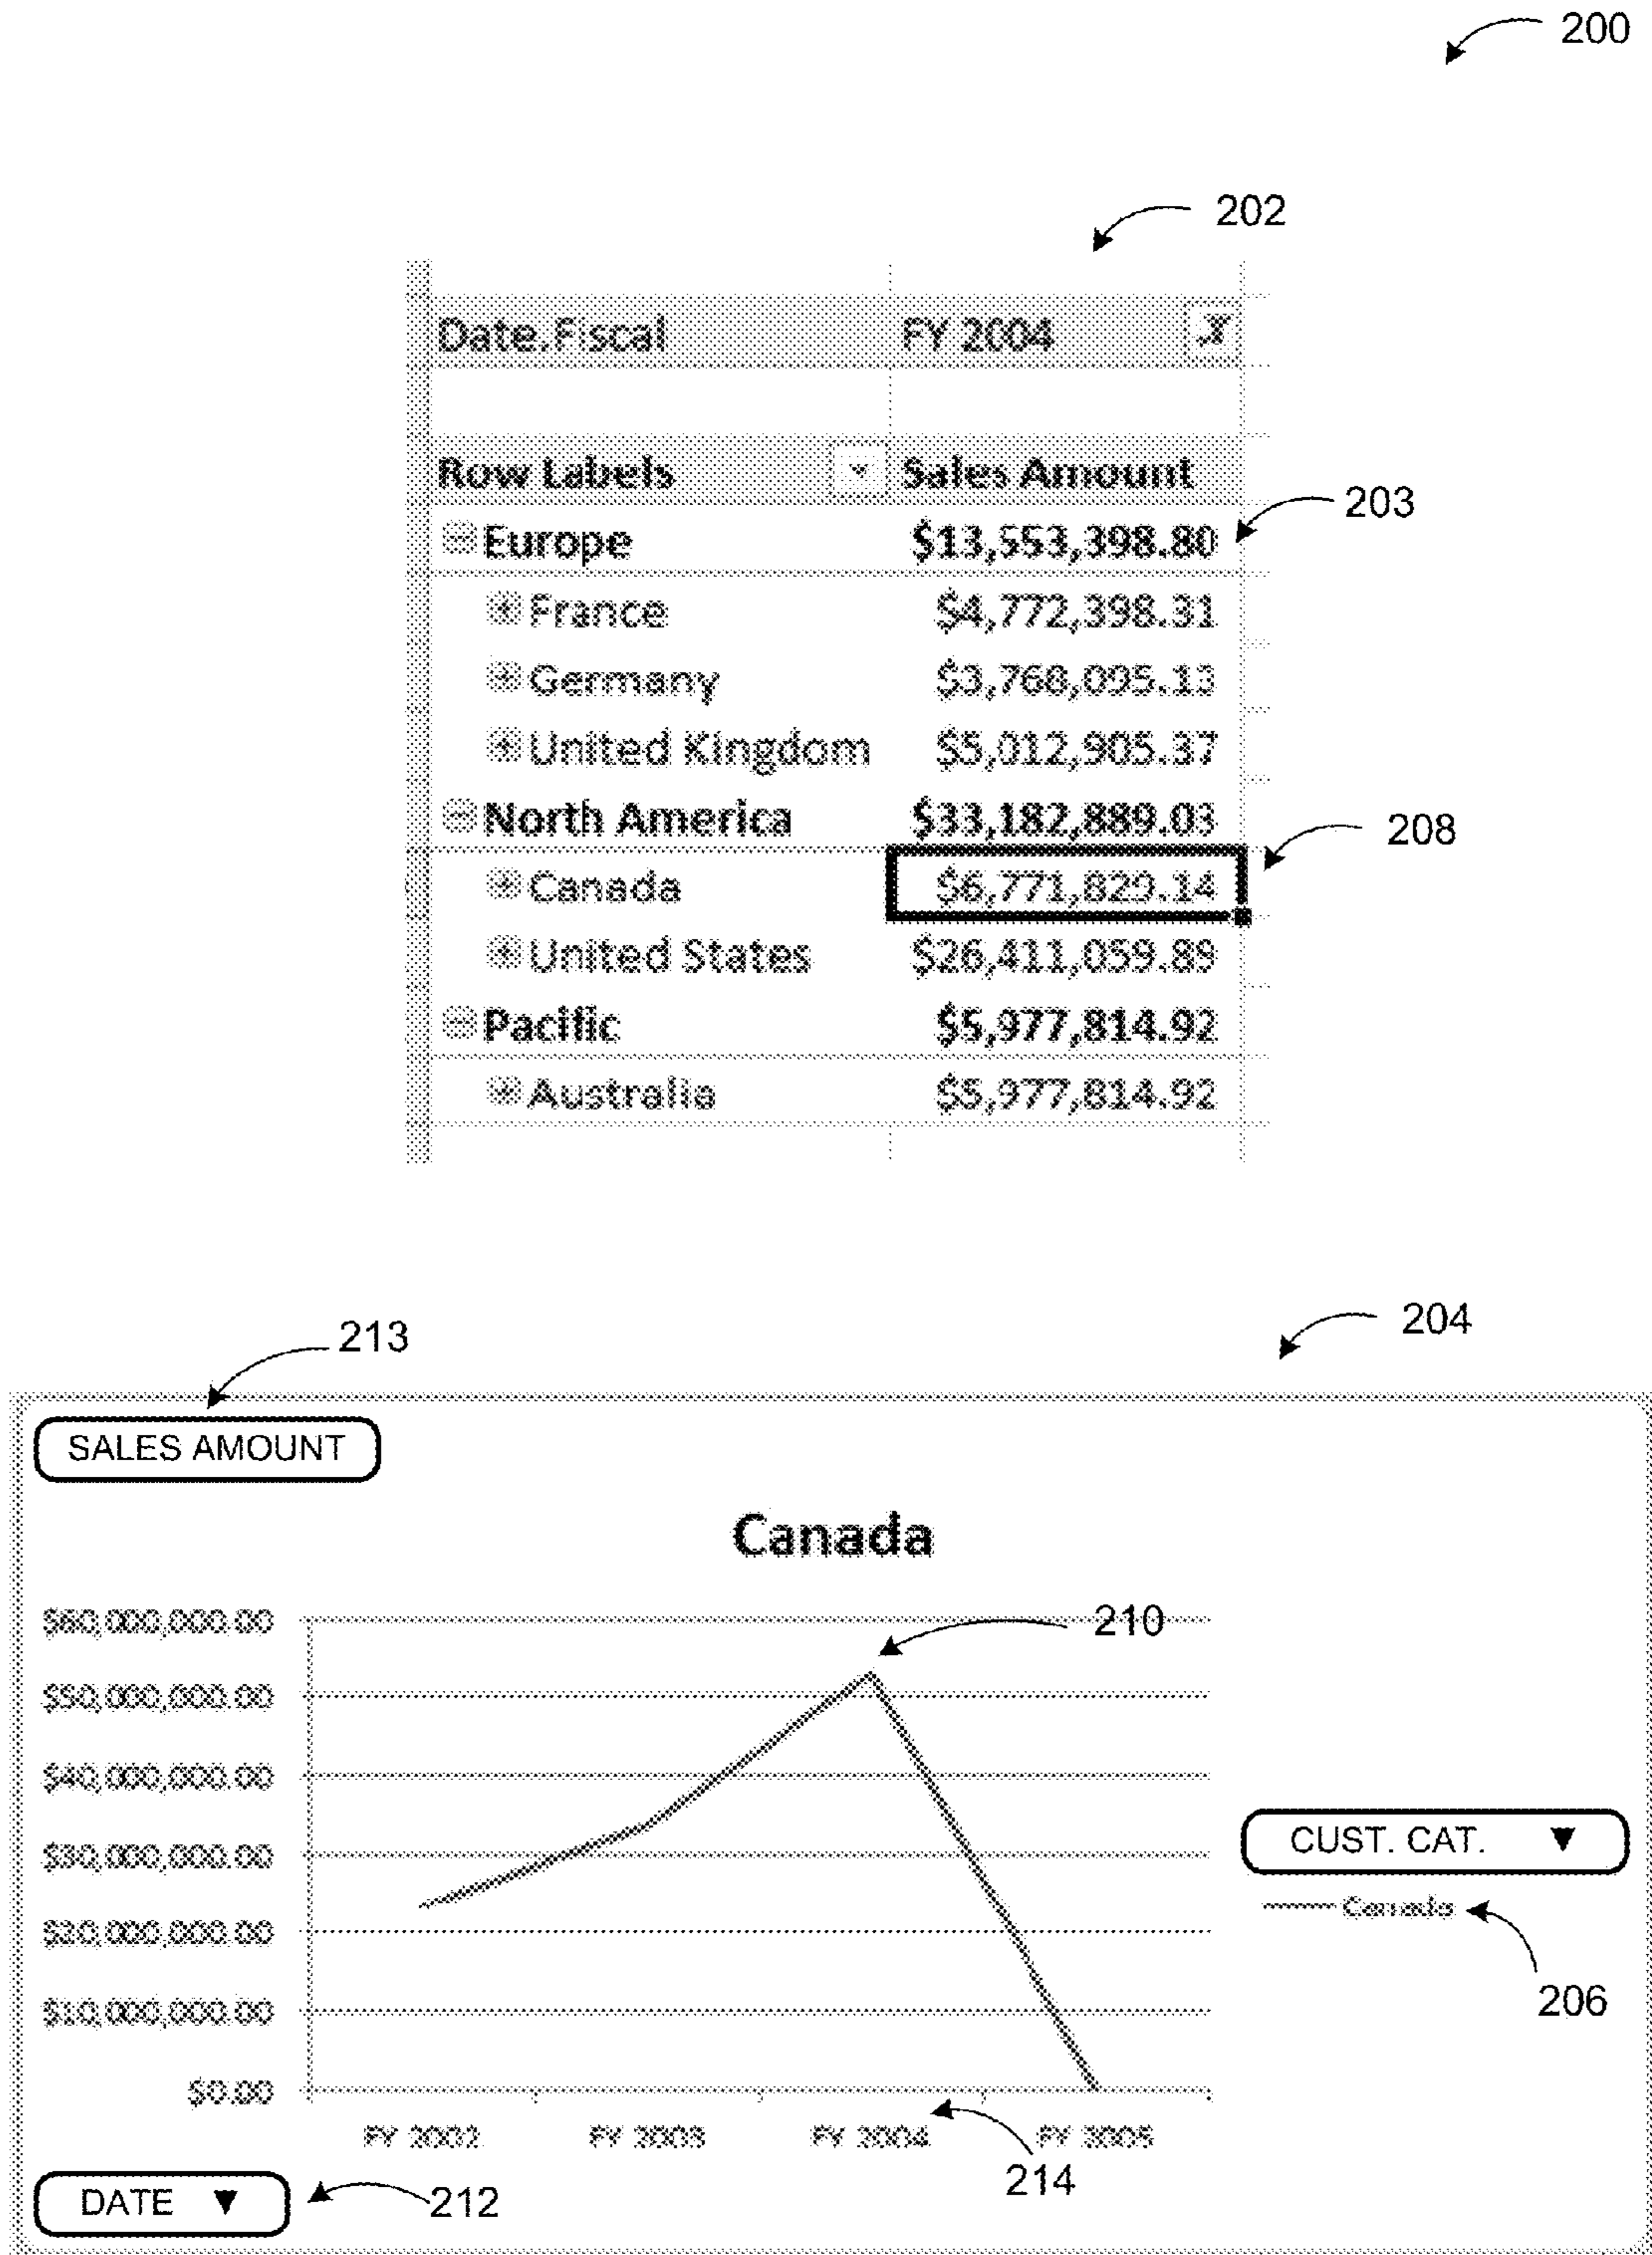 200
202
Date.Fiscal FY 2004
Row Labels Sales Amount
203
Europe $13,553,398.80
France $4,772,398.31
Germany $3,768,095.13
United Kingdom $5,012,905.37
North America $33,182,889.03
208
Canada $6,771,829.14
United States $26,411,059.89
Pacific $5,977,814.92
Australia $5,977,814.92
204
213
SALES AMOUNT
Canada
$60,000,000.00
210
$50,000,000.00
$40,000,000.00
$30,000,000.00
CUST. CAT. ▼
Canada
$20,000,000.00
206
$10,000,000.00
$0.00
FY 2002 FY 2003 FY 2004 FY 2005
214
DATE ▼
212